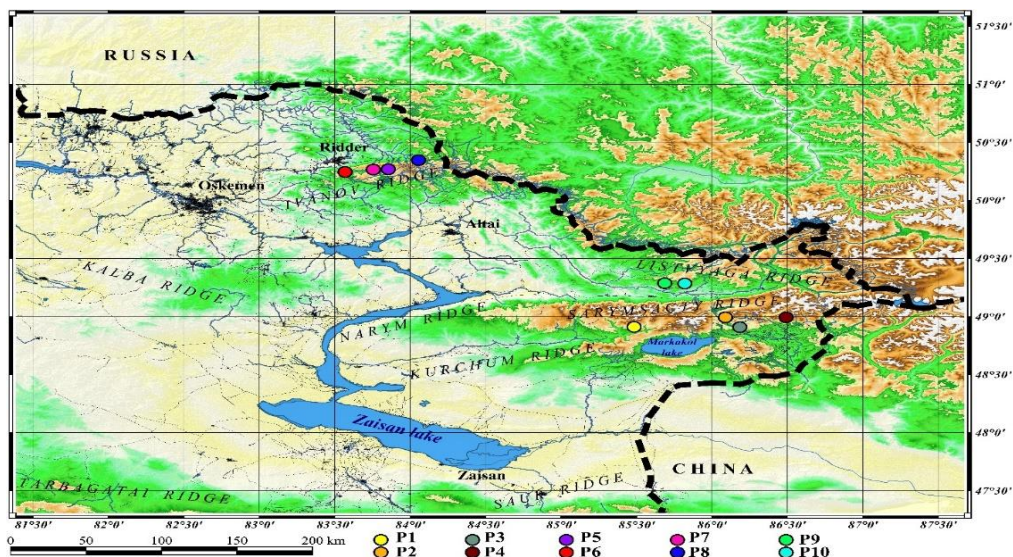 51°30'
RUSSIA
51°0'
50°30'
Ridder
Oskemen
IVANOV RIDGE
50°0'
Altai
49°30'
LISTVYAGA RIDGE
KALBA RIDGE
SARYMSAGTY RIDGE
49°0'
NARYM RIDGE
Markakol
lake
KURCHUM RIDGE
48°30'
Zaisan lake
48°0'
CHINA
Zaisan
SAUR RIDGE
TARBAGATAI RIDGE
47°30'
81°30' 82°0' 82°30' 83°0' 83°30' 84°0' 84°30' 85°0' 85°30' 86°0' 86°30' 87°0' 87°30'
0 50 100 150 200 km
P1 P3 P5 P7 P9
P2 P4 P6 P8 P10